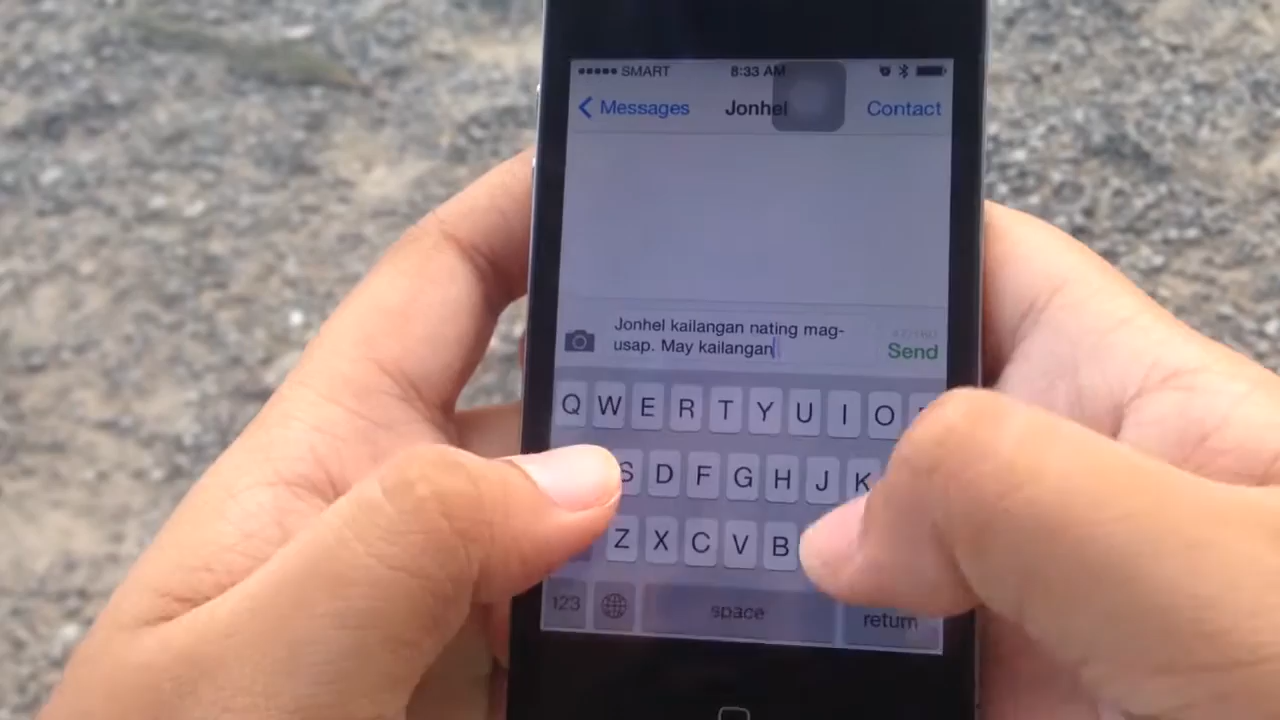 SMART 8:33 AM
Messages Jonhel Contact
Jonhel kailangan nating mag-
usap. May kailangan
Send
Q W E R T Y U I O
S D F G H J K
Z X C V B
123 space return